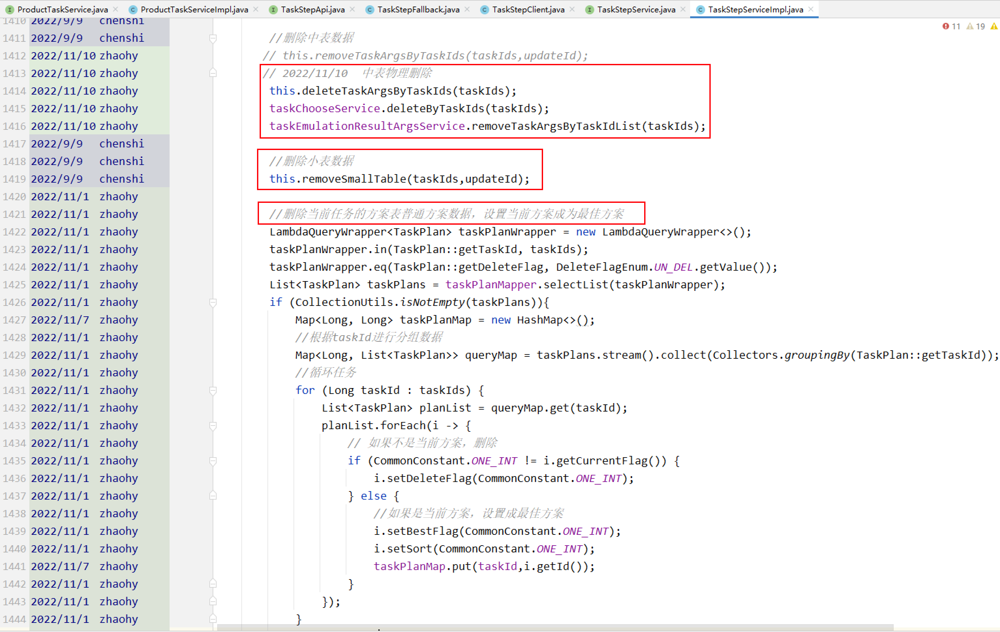 ProductTaskService.java ProductTaskServiceImpl.java TaskStepApi.java TaskStepFallback.java TaskStepClient.java TaskStepService.java TaskStepServiceImpl.java
11 19
1410 2022/9/9 chenshi
1411 2022/9/9 chenshi //删除中表数据
1412 2022/11/10 zhaohy // this.removeTaskArgsByTaskIds(taskIds,updateId);
1413 2022/11/10 zhaohy // 2022/11/10 中表物理删除
1414 2022/11/10 zhaohy this.deleteTaskArgsByTaskIds(taskIds);
1415 2022/11/10 zhaohy taskChooseService.deleteByTaskIds(taskIds);
1416 2022/11/10 zhaohy taskEmulationResultArgsService.removeTaskArgsByTaskIdList(taskIds);
1417 2022/9/9 chenshi
1418 2022/9/9 chenshi //删除小表数据
1419 2022/9/9 chenshi this.removeSmallTable(taskIds,updateId);
1420 2022/11/1 zhaohy
1421 2022/11/1 zhaohy //删除当前任务的方案表普通方案数据，设置当前方案成为最佳方案
1422 2022/11/1 zhaohy LambdaQueryWrapper<TaskPlan> taskPlanWrapper = new LambdaQueryWrapper<>();
1423 2022/11/1 zhaohy taskPlanWrapper.in(TaskPlan::getTaskId, taskIds);
1424 2022/11/1 zhaohy taskPlanWrapper.eq(TaskPlan::getDeleteFlag, DeleteFlagEnum.UN_DEL.getValue());
1425 2022/11/1 zhaohy List<TaskPlan> taskPlans = taskPlanMapper.selectList(taskPlanWrapper);
1426 2022/11/1 zhaohy if (CollectionUtils.isNotEmpty(taskPlans)){
1427 2022/11/7 zhaohy Map<Long, Long> taskPlanMap = new HashMap<>();
1428 2022/11/1 zhaohy //根据taskId进行分组数据
1429 2022/11/1 zhaohy Map<Long, List<TaskPlan>> queryMap = taskPlans.stream().collect(Collectors.groupingBy(TaskPlan::getTaskId));
1430 2022/11/1 zhaohy //循环任务
1431 2022/11/1 zhaohy for (Long taskId : taskIds) {
1432 2022/11/1 zhaohy List<TaskPlan> planList = queryMap.get(taskId);
1433 2022/11/1 zhaohy planList.forEach(i -> {
1434 2022/11/1 zhaohy // 如果不是当前方案，删除
1435 2022/11/1 zhaohy if (CommonConstant.ONE_INT != i.getCurrentFlag()) {
1436 2022/11/1 zhaohy i.setDeleteFlag(CommonConstant.ONE_INT);
1437 2022/11/1 zhaohy } else {
1438 2022/11/1 zhaohy //如果是当前方案，设置成最佳方案
1439 2022/11/1 zhaohy i.setBestFlag(CommonConstant.ONE_INT);
1440 2022/11/1 zhaohy i.setSort(CommonConstant.ONE_INT);
1441 2022/11/7 zhaohy taskPlanMap.put(taskId,i.getId());
1442 2022/11/1 zhaohy }
1443 2022/11/1 zhaohy });
1444 2022/11/1 zhaohy }